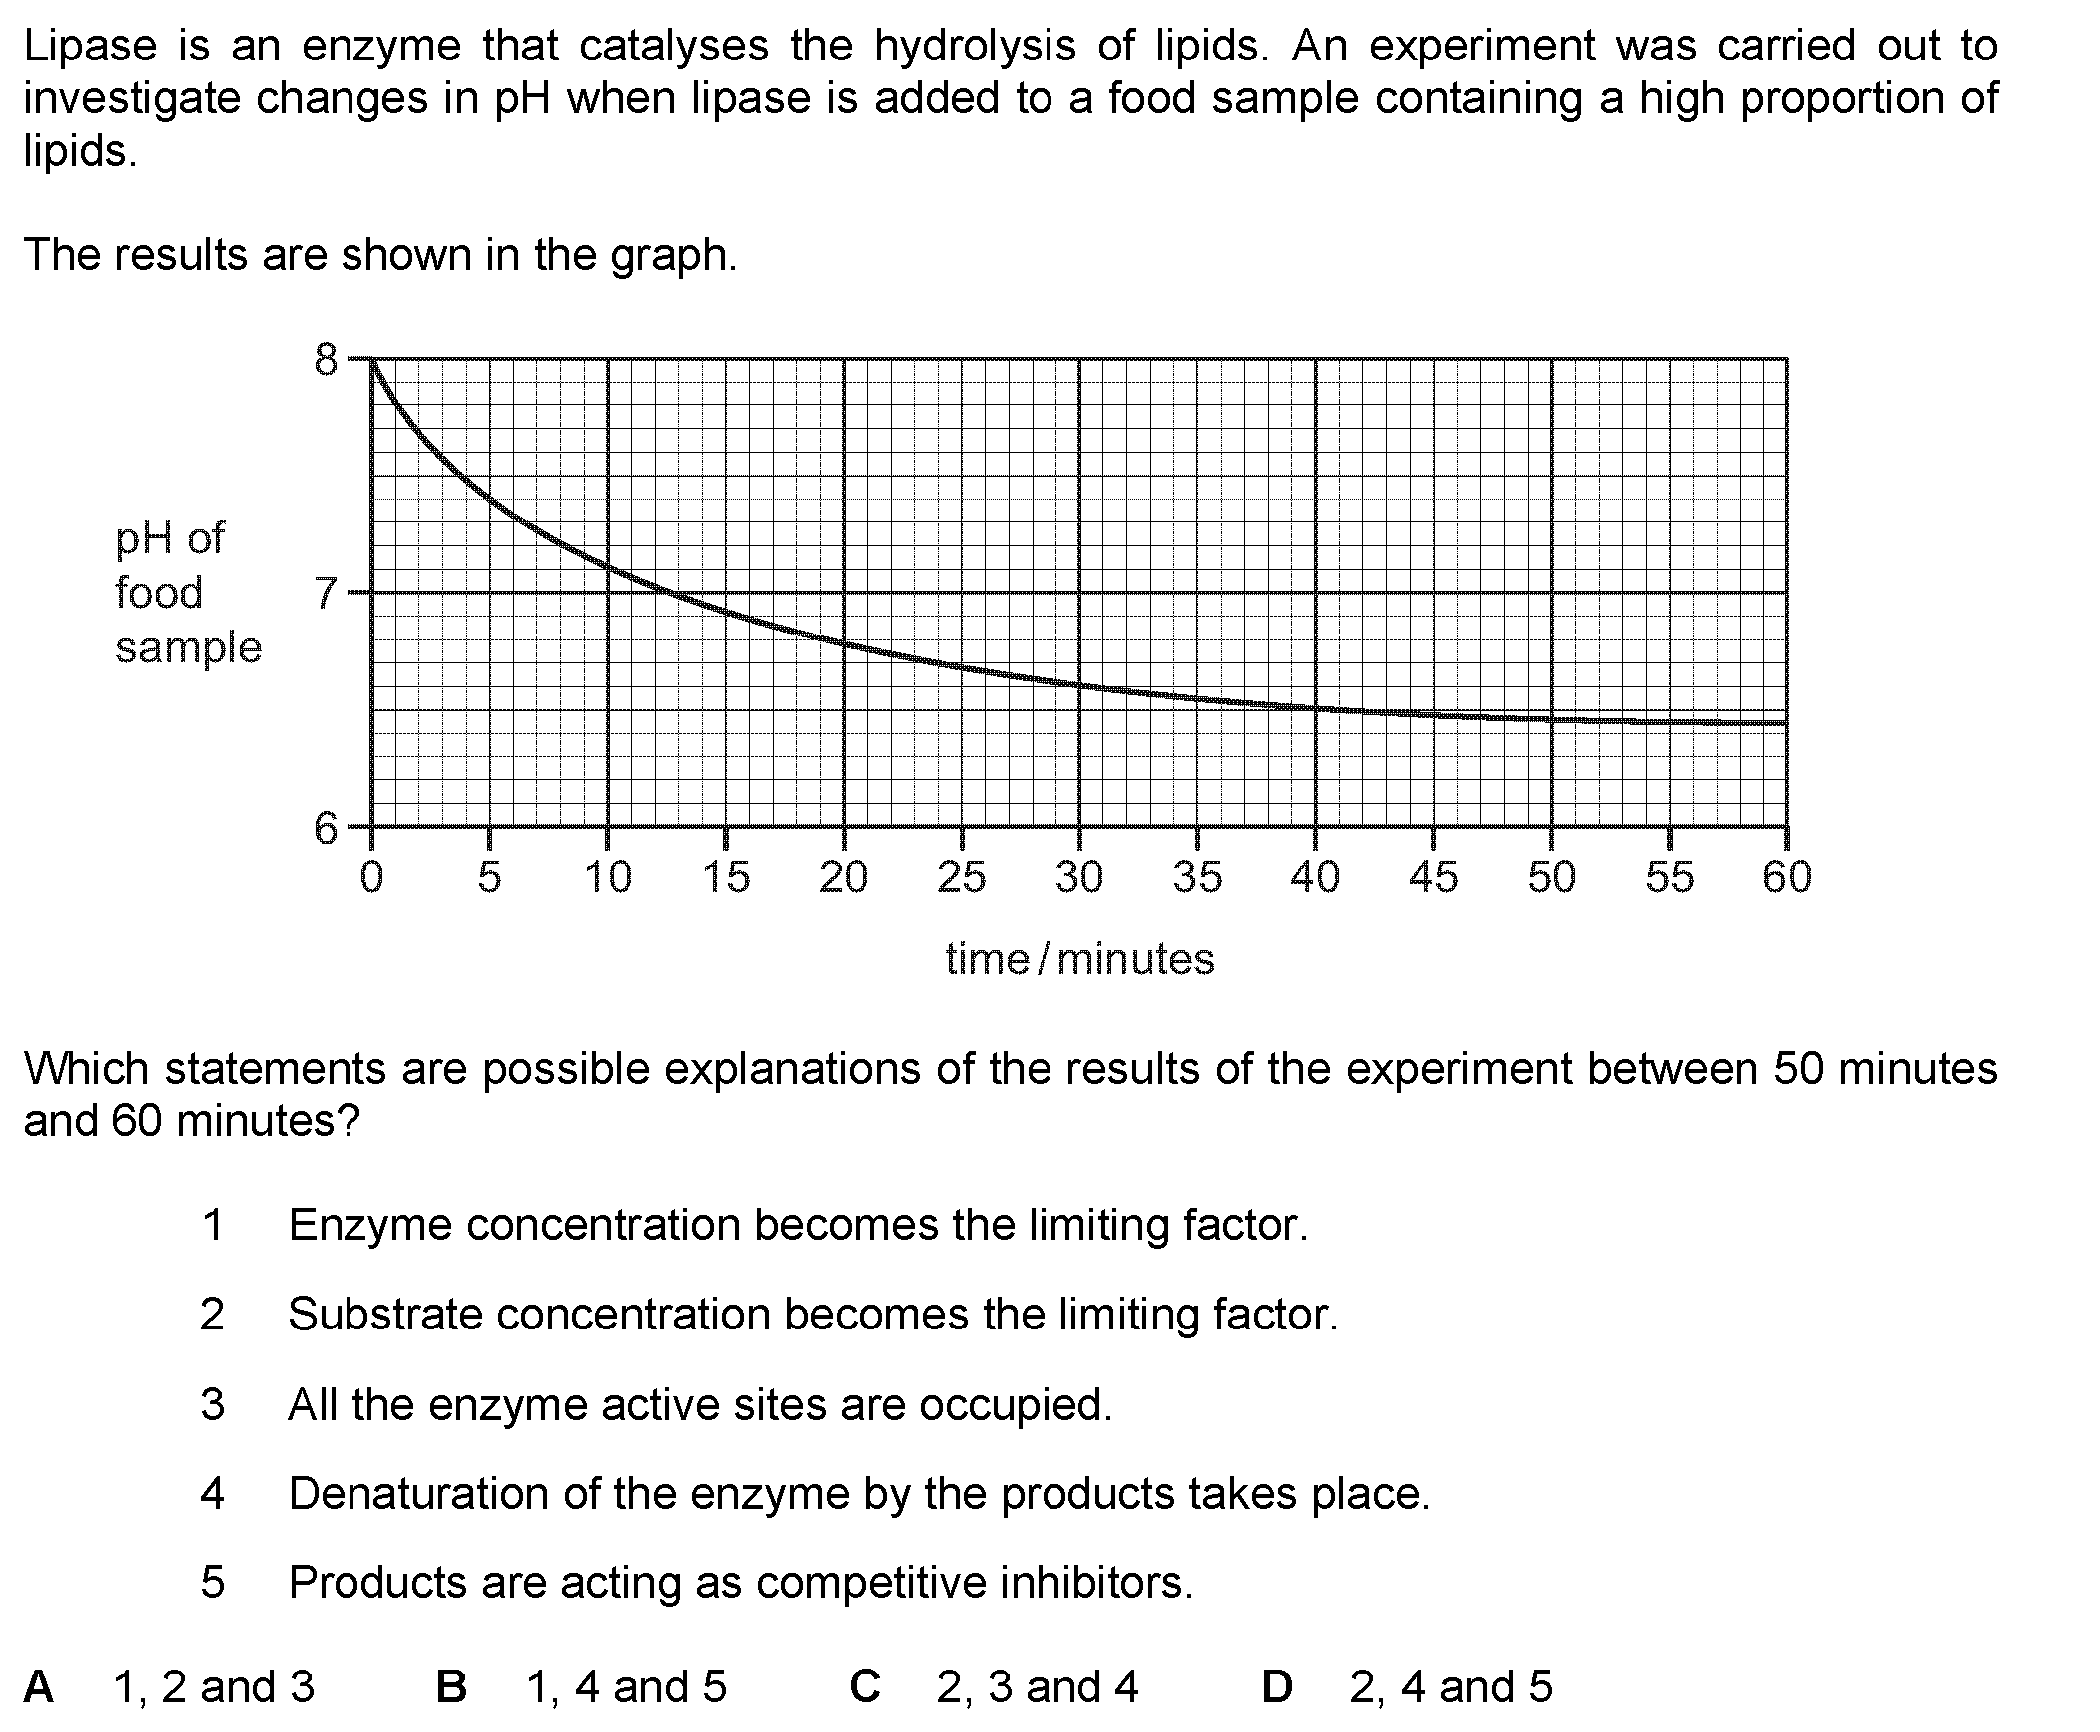 Lipase is an enzyme that catalyses the hydrolysis of lipids. An experiment was carried out to
investigate changes in pH when lipase is added to a food sample containing a high proportion of
lipids.
The results are shown in the graph.
8
pH of
food
sample
7
6
0 5 10 15 20 25 30 35 40 45 50 55 60
time / minutes
Which statements are possible explanations of the results of the experiment between 50 minutes
and 60 minutes?
1 Enzyme concentration becomes the limiting factor.
2 Substrate concentration becomes the limiting factor.
3 All the enzyme active sites are occupied.
4 Denaturation of the enzyme by the products takes place.
5 Products are acting as competitive inhibitors.
A 1, 2 and 3 B 1, 4 and 5 C 2, 3 and 4 D 2, 4 and 5